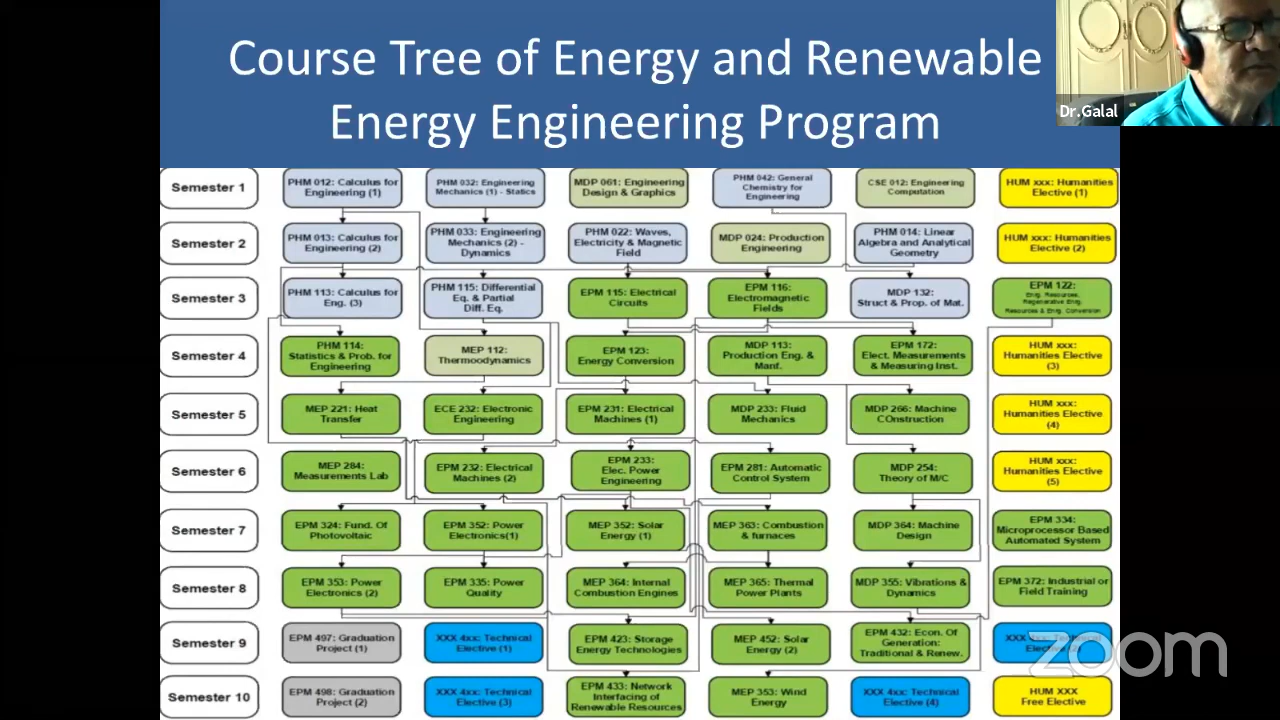 Course Tree of Energy and Renewable
Energy Engineering Program
Dr.Galal
Semester 1
PHM 012: Calculus for
Engineering (1)
PHM 032: Engineering
Mechanics (1) - Statics
MDP 061: Engineering
Design & Graphics
PHM 042: General
Chemistry for
Engineering
CSE 012: Engineering
Computation
HUM xxx: Humanities
Elective (1)
Semester 2
PHM 013: Calculus for
Engineering (2)
PHM 033: Engineering
Mechanics (2) -
Dynamics
PHM 022: Waves,
Electricity & Magnetic
Field
MDP 024: Production
Engineering
PHM 014: Linear
Algebra and Analytical
Geometry
HUM xxx: Humanities
Elective (2)
Semester 3
PHM 113: Calculus for
Eng. (3)
PHM 115: Differential
Eq. & Partial
Diff. Eq.
EPM 115: Electrical
Circuits
EPM 116:
Electromagnetic
Fields
MDP 132:
Struct & Prop. of Mat.
EPM 122:
Enrg. Resources,
Regenerative Enrg.
Resources & Enrg. Conversion
Semester 4
PHM 114:
Statistics & Prob. for
Engineering
MEP 112:
Thermodynamics
EPM 123:
Energy Conversion
MDP 113:
Production Eng. &
Manf.
EPM 172:
Elect. Measurements
& Measuring Inst.
HUM xxx:
Humanities Elective
(3)
Semester 5
MEP 221: Heat
Transfer
ECE 232: Electronic
Engineering
EPM 231: Electrical
Machines (1)
MDP 233: Fluid
Mechanics
MDP 266: Machine
COnstruction
HUM xxx:
Humanities Elective
(4)
Semester 6
MEP 284:
Measurements Lab
EPM 232: Electrical
Machines (2)
EPM 233:
Elec. Power
Engineering
EPM 281: Automatic
Control System
MDP 254:
Theory of M/C
HUM xxx:
Humanities Elective
(5)
Semester 7
EPM 324: Fund. Of
Photovoltaic
EPM 352: Power
Electronics(1)
MEP 352: Solar
Energy (1)
MEP 363: Combustion
& furnaces
MDP 364: Machine
Design
EPM 334:
Microprocessor Based
Automated System
Semester 8
EPM 353: Power
Electronics (2)
EPM 335: Power
Quality
MEP 364: Internal
Combustion Engines
MEP 365: Thermal
Power Plants
MDP 355: Vibrations &
Dynamics
EPM 372: Industrial or
Field Training
Semester 9
EPM 497: Graduation
Project (1)
XXX 4xx: Technical
Elective (1)
EPM 423: Storage
Energy Technologies
MEP 452: Solar
Energy (2)
EPM 432: Econ. Of
Generation:
Traditional & Renew.
XXX 4xx: Technical
zoom
Semester 10
EPM 498: Graduation
Project (2)
XXX 4xx: Technical
Elective (3)
EPM 433: Network
Interfacing of
Renewable Resources
MEP 353: Wind
Energy
XXX 4xx: Technical
Elective (4)
HUM XXX
Free Elective